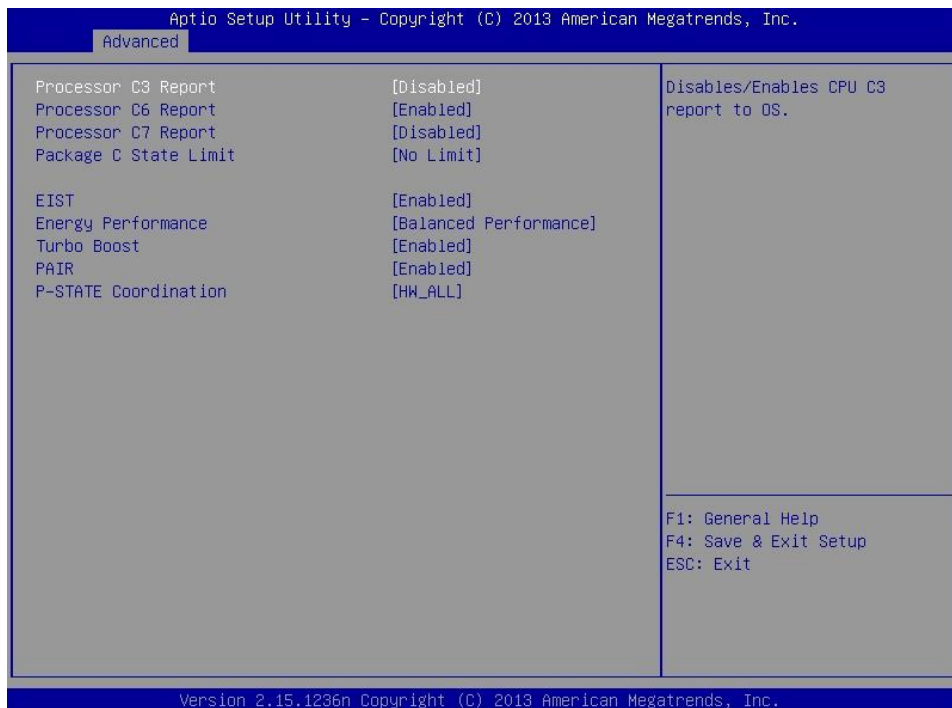 Aptio Setup Utility – Copyright (C) 2013 American Megatrends, Inc.
Advanced
Processor C3 Report [Disabled]
Processor C6 Report [Enabled]
Processor C7 Report [Disabled]
Package C State Limit [No Limit]
EIST [Enabled]
Energy Performance [Balanced Performance]
Turbo Boost [Enabled]
PAIR [Enabled]
P-STATE Coordination [HW_ALL]
Disables/Enables CPU C3
report to OS.
F1: General Help
F4: Save & Exit Setup
ESC: Exit
Version 2.15.1236n Copyright (C) 2013 American Megatrends, Inc.